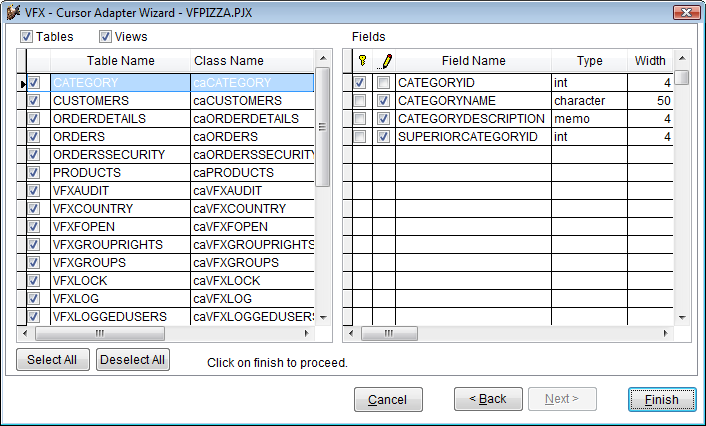 VFX - Cursor Adapter Wizard - VFPIZZA.PJX
Tables Views
Fields
Table Name Class Name
Field Name Type Width
CATEGORY caCATEGORY
CUSTOMERS caCUSTOMERS
ORDERDETAILS caORDERDETAILS
ORDERS caORDERS
ORDERSSECURITY caORDERSSECURITY
PRODUCTS caPRODUCTS
VFXAUDIT caVFXAUDIT
VFXCOUNTRY caVFXCOUNTRY
VFXFOPEN caVFXFOPEN
VFXGROUPRIGHTS caVFXGROUPRIGHTS
VFXGROUPS caVFXGROUPS
VFXLOCK caVFXLOCK
VFXLOG caVFXLOG
VFXLOGGEDUSERS caVFXLOGGEDUSERS
CATEGORYID int 4
CATEGORYNAME character 50
CATEGORYDESCRIPTION memo 4
SUPERIORCATEGORYID int 4
Select All Deselect All Click on finish to proceed.
Cancel < Back Next > Finish